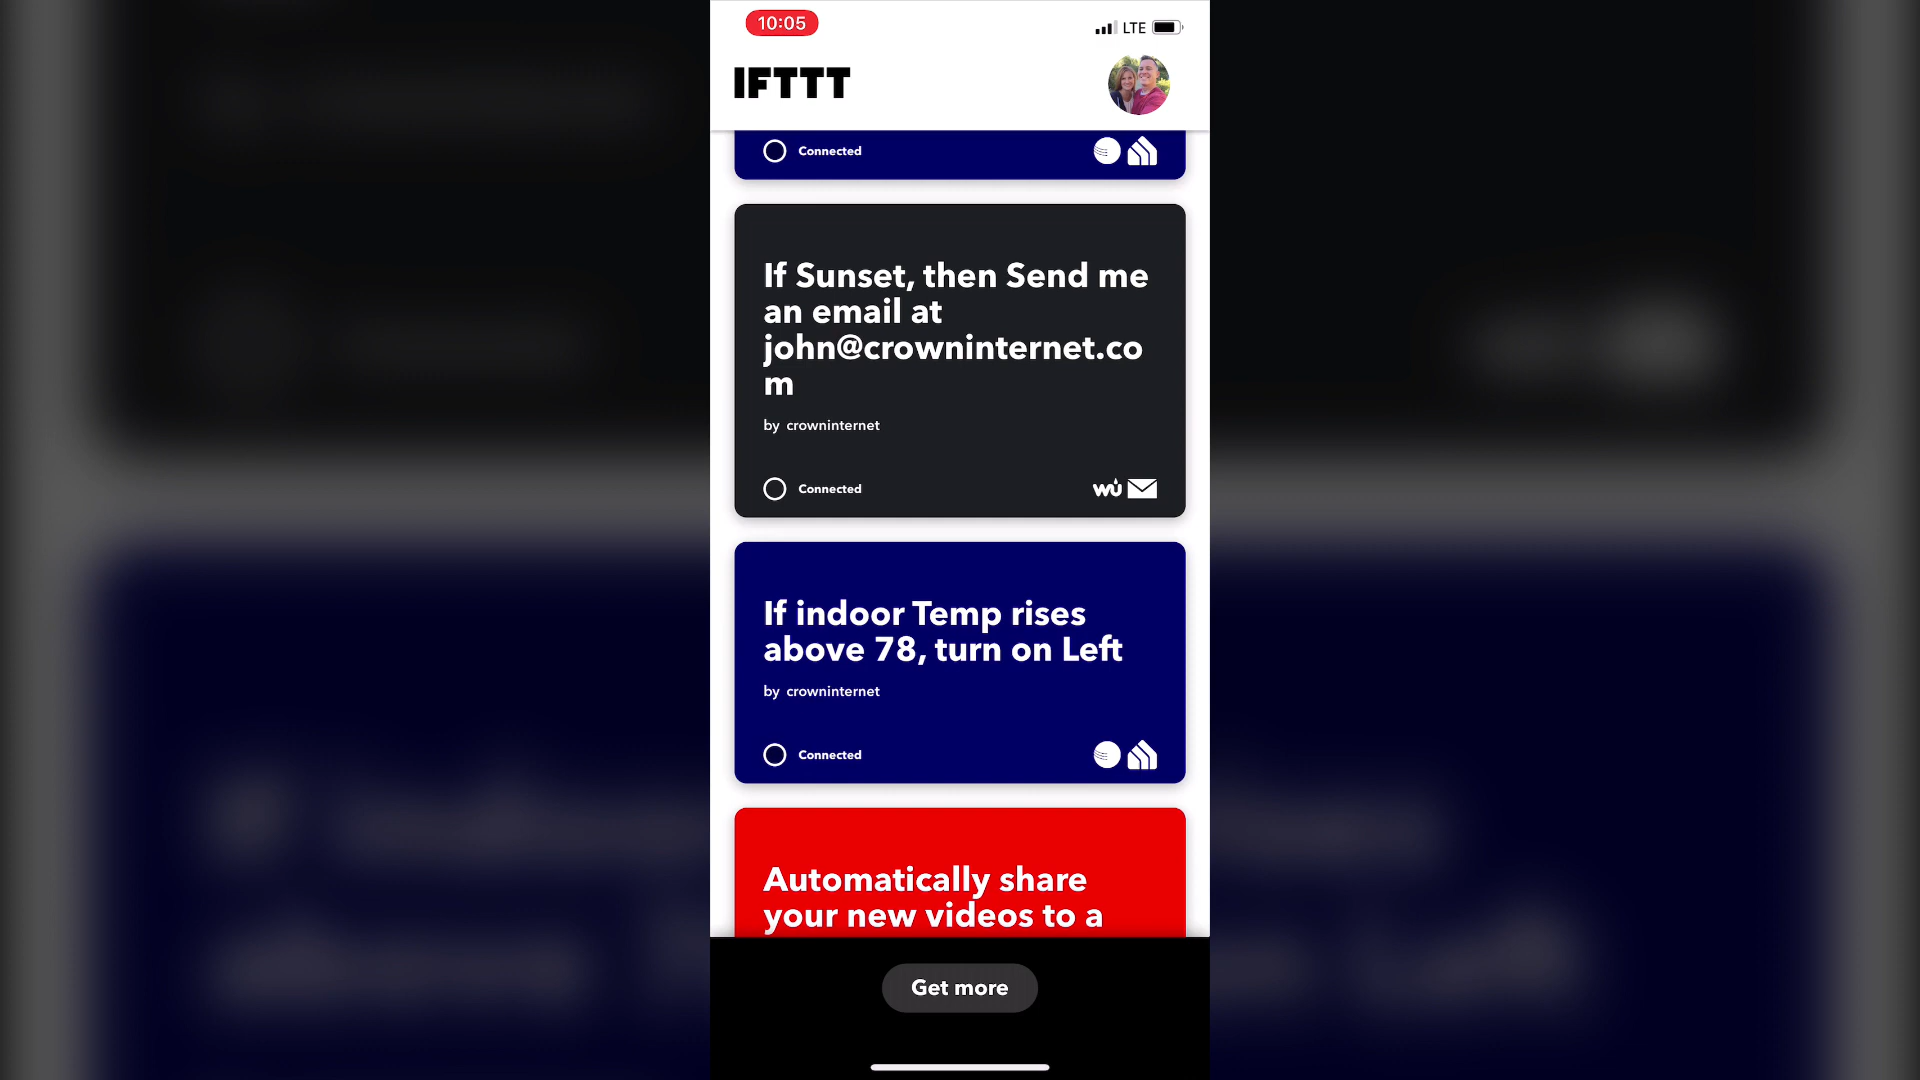 10:05
LTE
IFTTT
Connected
If Sunset, then Send me
an email at
john@crowninternet.co
m
by crowninternet
Connected
wu
If indoor Temp rises
above 78, turn on Left
by crowninternet
Connected
Automatically share
your new videos to a
Get more